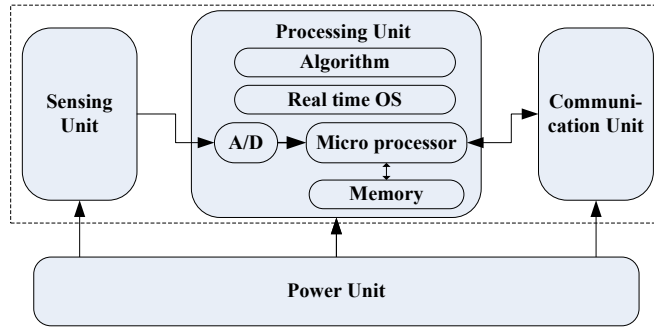 Processing Unit
Algorithm
Real time OS
Sensing
Unit
A/D
Micro processor
Memory
Communi-
cation Unit
Power Unit